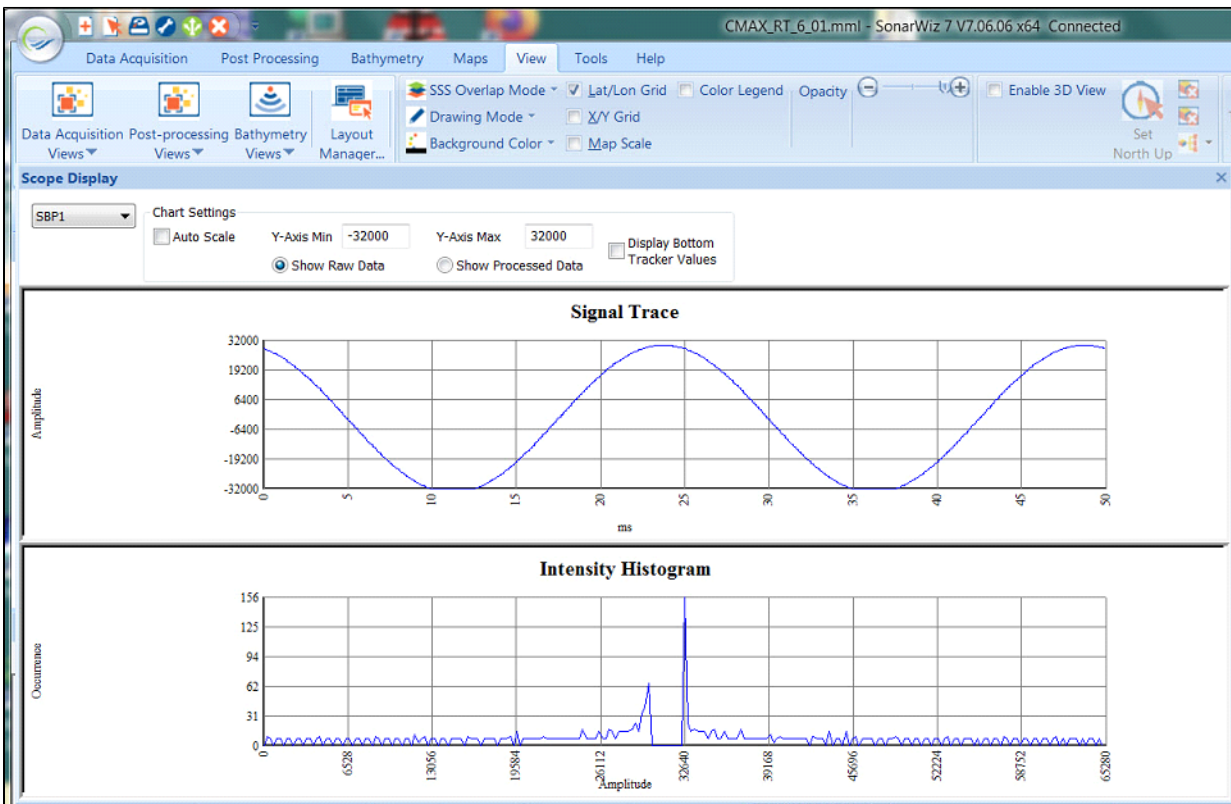 CMAX_RT_6_01.mml - SonarWiz 7 V7.06.06 x64 Connected
Data Acquisition Post Processing Bathymetry Maps View Tools Help
SSS Overlap Mode Lat/Lon Grid Color Legend Opacity Enable 3D View
Drawing Mode X/Y Grid
Background Color Map Scale
Data Acquisition Views
Post-processing Views
Bathymetry Views
Layout Manager...
Set North Up
Scope Display
SBP1
Chart Settings
Auto Scale Y-Axis Min -32000 Y-Axis Max 32000
Show Raw Data Show Processed Data
Display Bottom
Tracker Values
Signal Trace
Amplitude
32000
19200
6400
-6400
-19200
-32000
0 5 10 15 20 25 30 35 40 45 50
ms
Intensity Histogram
Occurrence
156
125
94
62
31
0
0 6528 13056 19584 26112 32640 39168 45696 52224 58752 65280
Amplitude